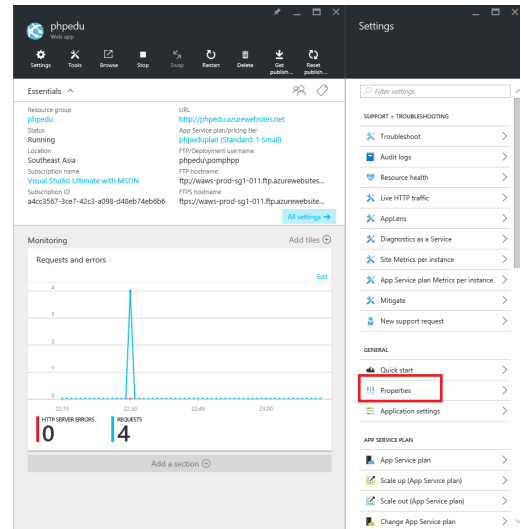 phpedu
Web app
Settings
Tools
Browse
Stop
Swap
Restart
Delete
Get publish...
Reset publish...
Essentials
Resource group
phpedu
Status
Running
Location
Southeast Asia
Subscription name
Visual Studio Ultimate with MSDN
Subscription ID
a4cc3567-3ce7-42c3-a098-d48eb74eb6b6
URL
http://phpedu.azurewebsites.net
App Service plan/pricing tier
phpeduplan (Standard: 1 Small)
FTP/Deployment username
phpedu\pomphpp
FTP hostname
ftp://waws-prod-sg1-011.ftp.azurewebsites...
FTPS hostname
ftps://waws-prod-sg1-011.ftp.azurewebsit...
All settings →
Monitoring
Add tiles
Requests and errors
Edit
4
3
2
1
0
22:15
22:30
22:45
23:00
HTTP SERVER ERRORS
0
REQUESTS
4
Add a section
Settings
Filter settings
SUPPORT + TROUBLESHOOTING
Troubleshoot
Audit logs
Resource health
Live HTTP traffic
AppLens
Diagnostics as a Service
Site Metrics per instance
App Service plan Metrics per instance
Mitigate
New support request
GENERAL
Quick start
Properties
Application settings
APP SERVICE PLAN
App Service plan
Scale up (App Service plan)
Scale out (App Service plan)
Change App Service plan